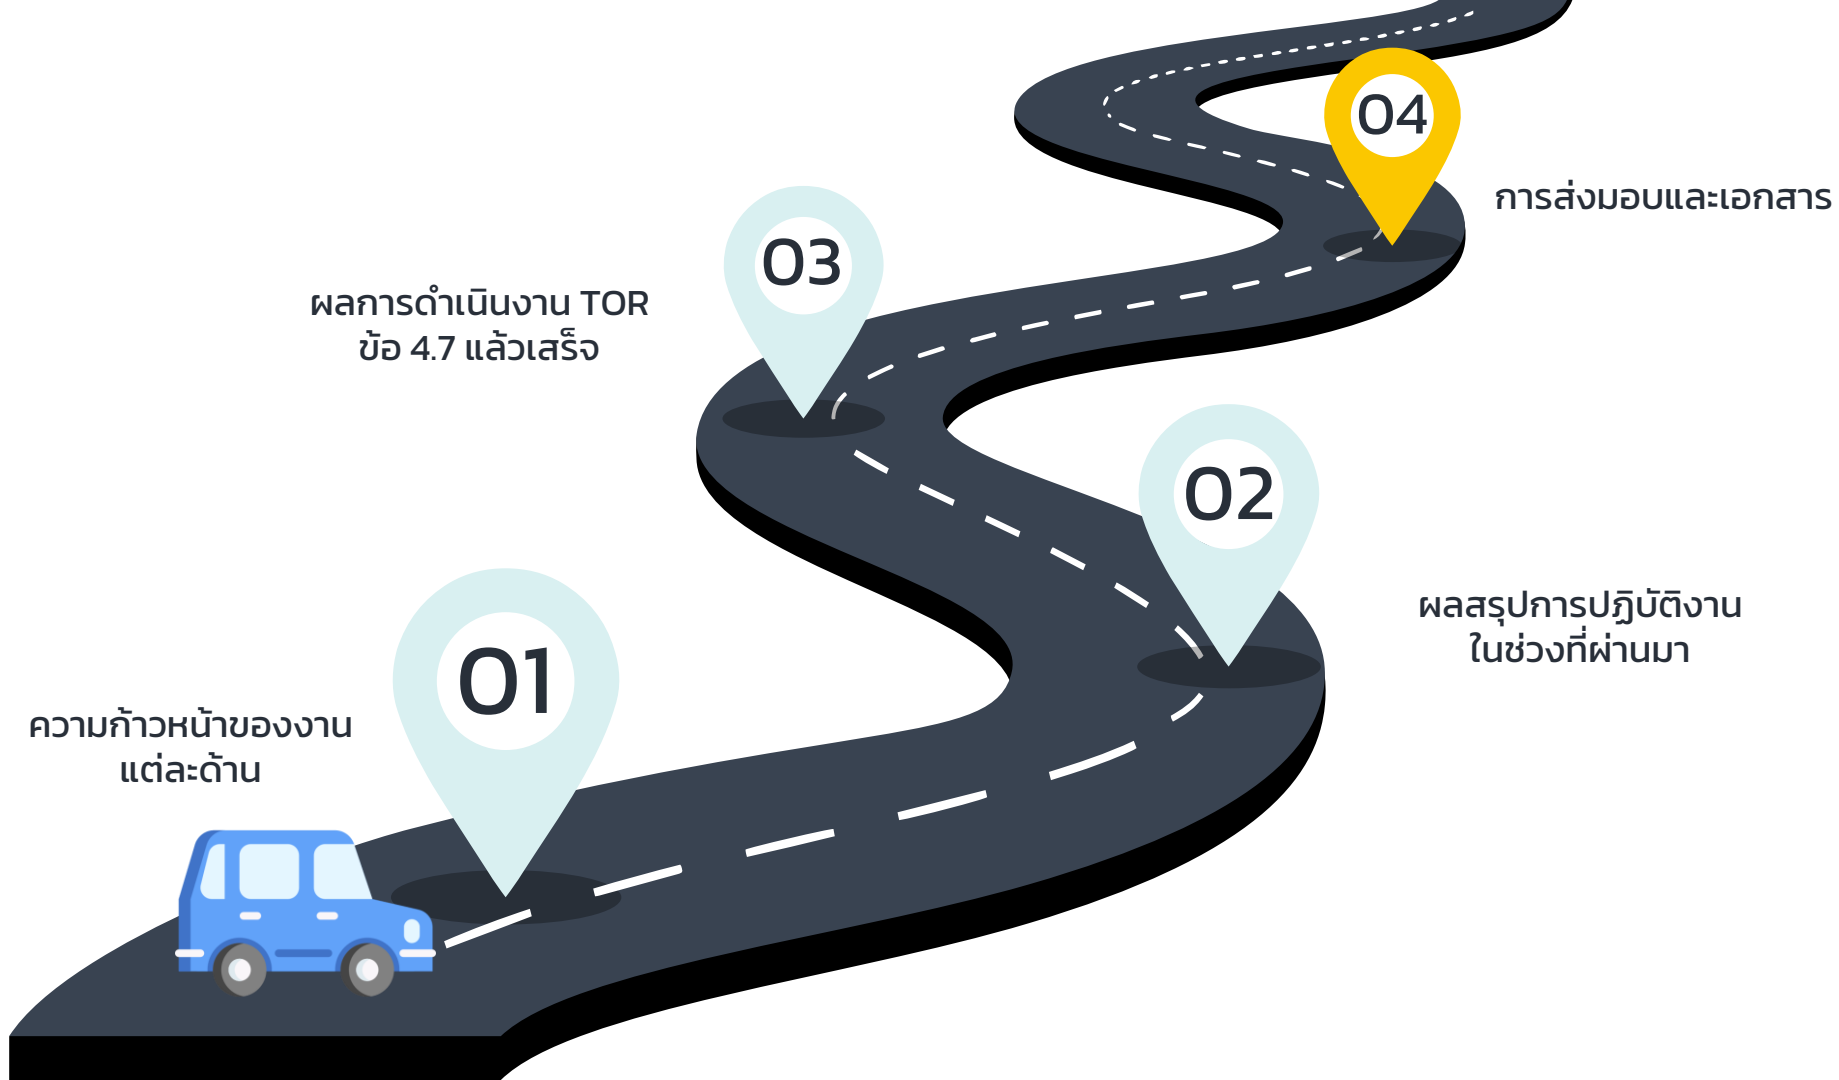 04
การส่งมอบและเอกสาร
03
ผลการดำเนินงาน TOR
ข้อ 4.7 แล้วเสร็จ
02
ผลสรุปการปฏิบัติงาน
ในช่วงที่ผ่านมา
01
ความก้าวหน้าของงาน
แต่ละด้าน